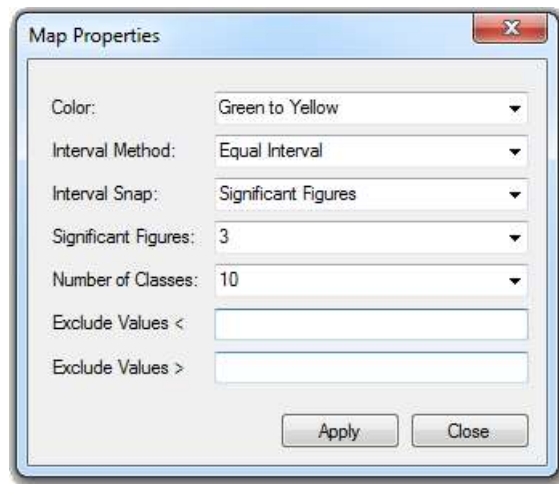 Map Properties
Color: Green to Yellow
Interval Method: Equal Interval
Interval Snap: Significant Figures
Significant Figures: 3
Number of Classes: 10
Exclude Values <
Exclude Values >
Apply Close